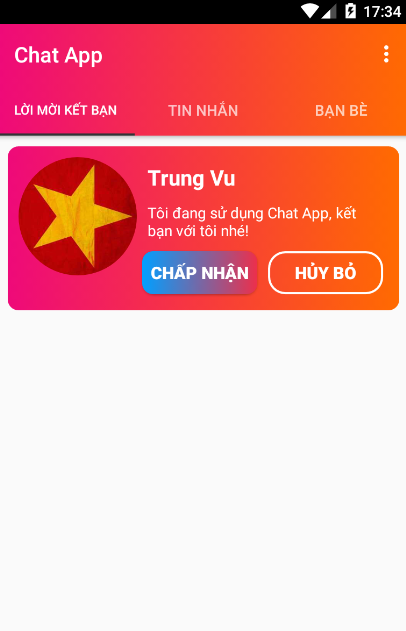 17:34
Chat App
LỜI MỜI KẾT BẠN
TIN NHẮN
BẠN BÈ
Trung Vu
Tôi đang sử dụng Chat App, kết
bạn với tôi nhé!
CHẤP NHẬN
HỦY BỎ